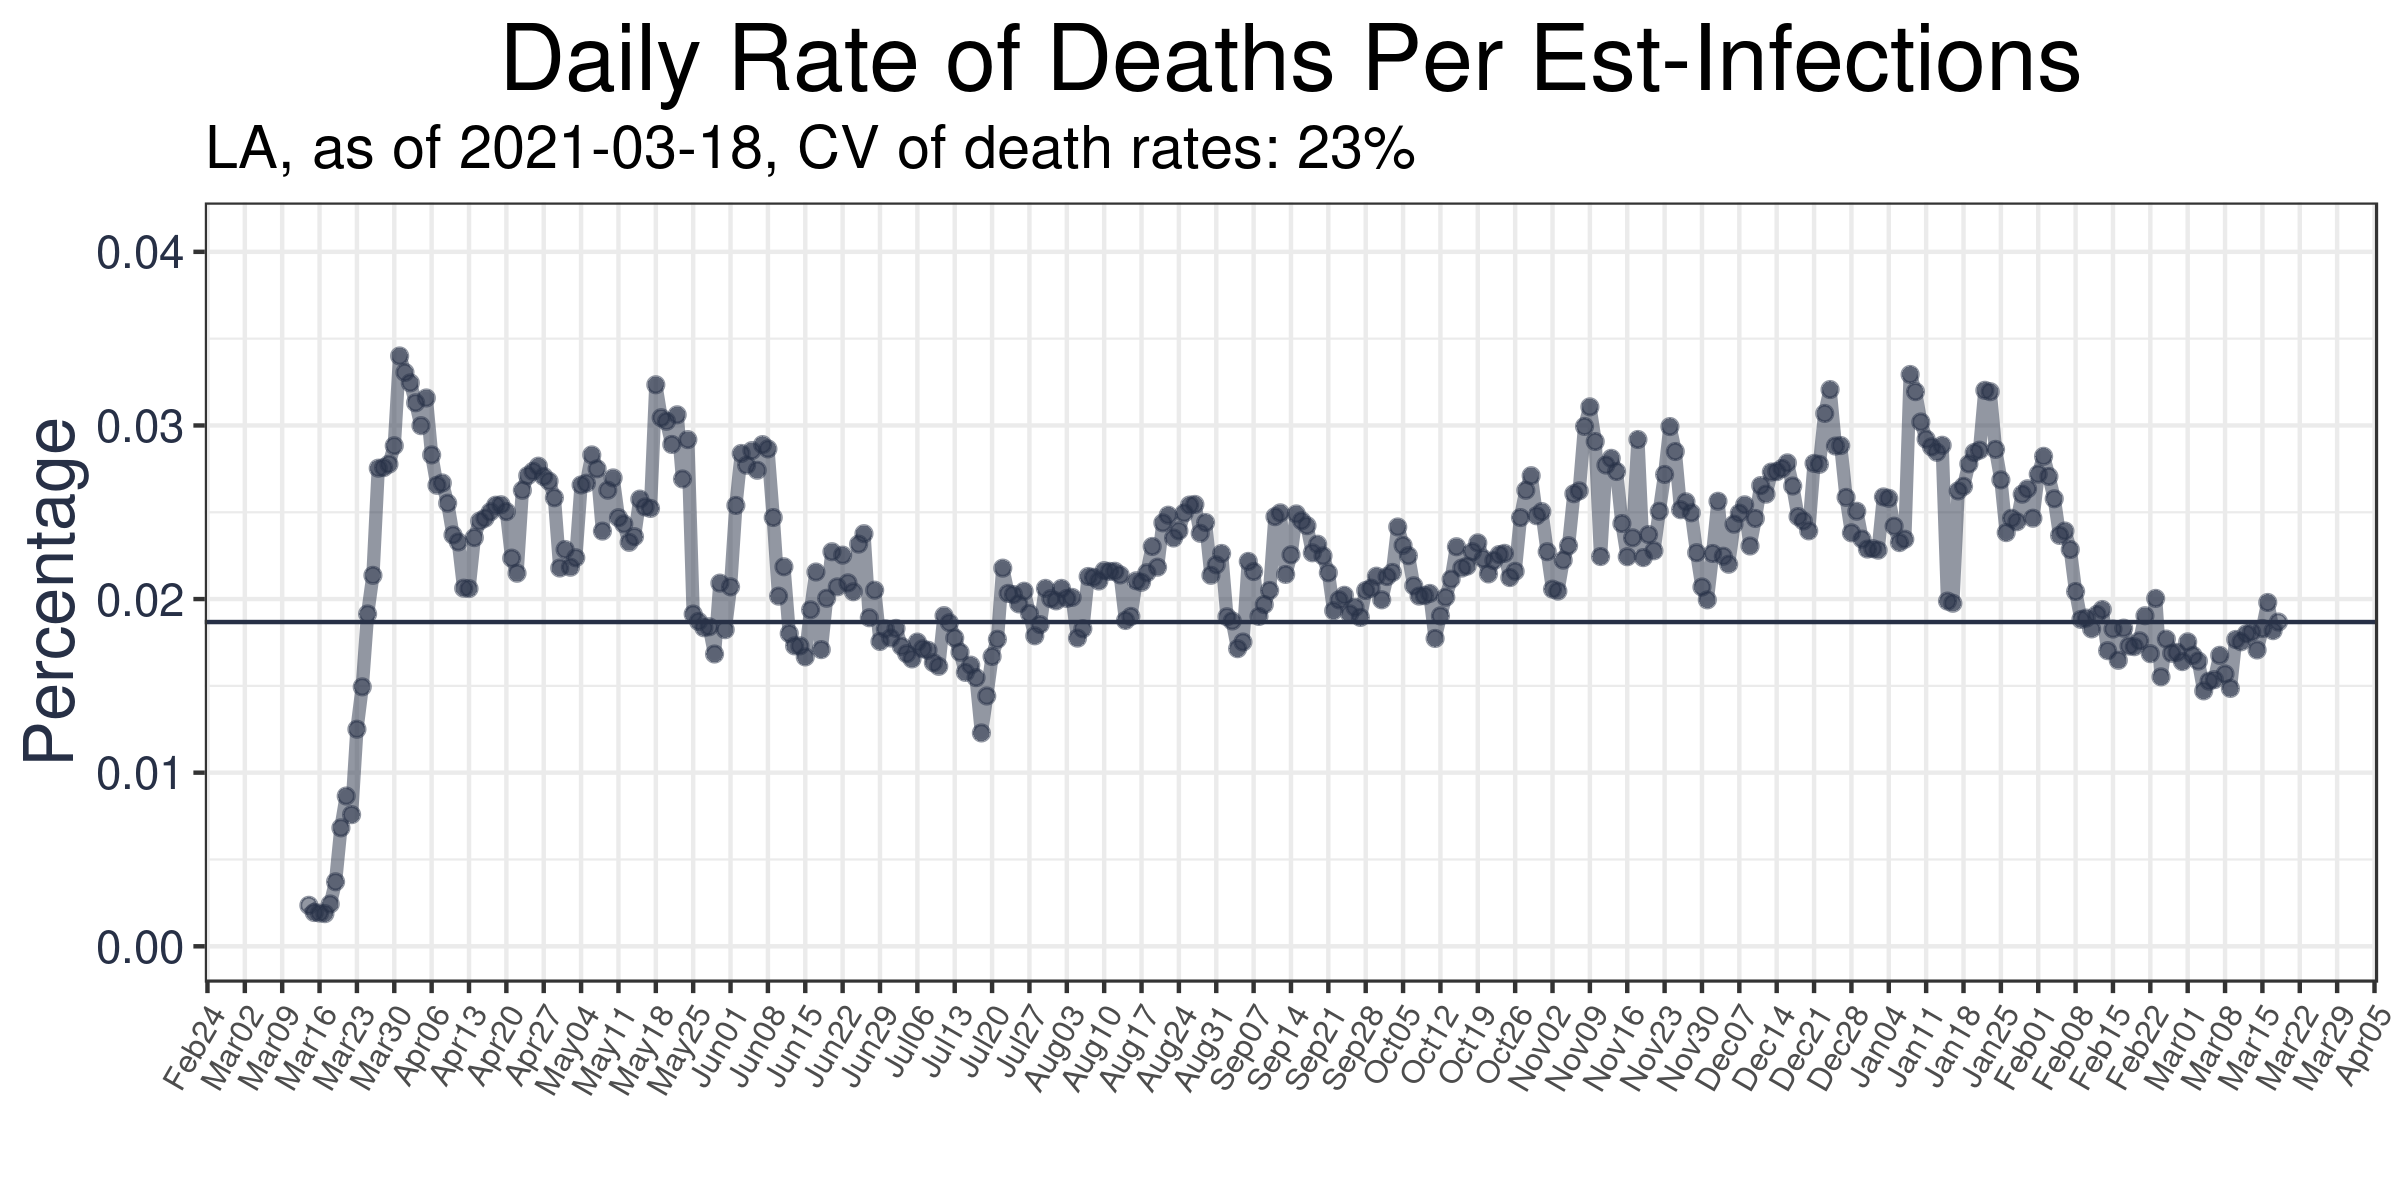 Daily Rate of Deaths Per Est-Infections
LA, as of 2021-03-18, CV of death rates: 23%
Percentage
0.04
0.03
0.02
0.01
0.00
Feb24
Mar02
Mar09
Mar16
Mar23
Mar30
Apr06
Apr13
Apr20
Apr27
May04
May11
May18
May25
Jun01
Jun08
Jun15
Jun22
Jun29
Jul06
Jul13
Jul20
Jul27
Aug03
Aug10
Aug17
Aug24
Aug31
Sep07
Sep14
Sep21
Sep28
Oct05
Oct12
Oct19
Oct26
Nov02
Nov09
Nov16
Nov23
Nov30
Dec07
Dec14
Dec21
Dec28
Jan04
Jan11
Jan18
Jan25
Feb01
Feb08
Feb15
Feb22
Mar01
Mar08
Mar15
Mar22
Mar29
Apr05